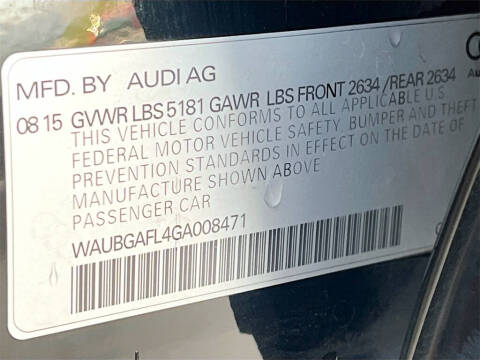 MFD. BY AUDI AG
08 15 GVWR LBS 5181 GAWR LBS FRONT 2634 /REAR 2634
THIS VEHICLE CONFORMS TO ALL APPLICABLE U.S.
FEDERAL MOTOR VEHICLE SAFETY, BUMPER AND THEFT
PREVENTION STANDARDS IN EFFECT ON THE DATE OF
MANUFACTURE SHOWN ABOVE.
PASSENGER CAR
WAUBGAFL4GA008471